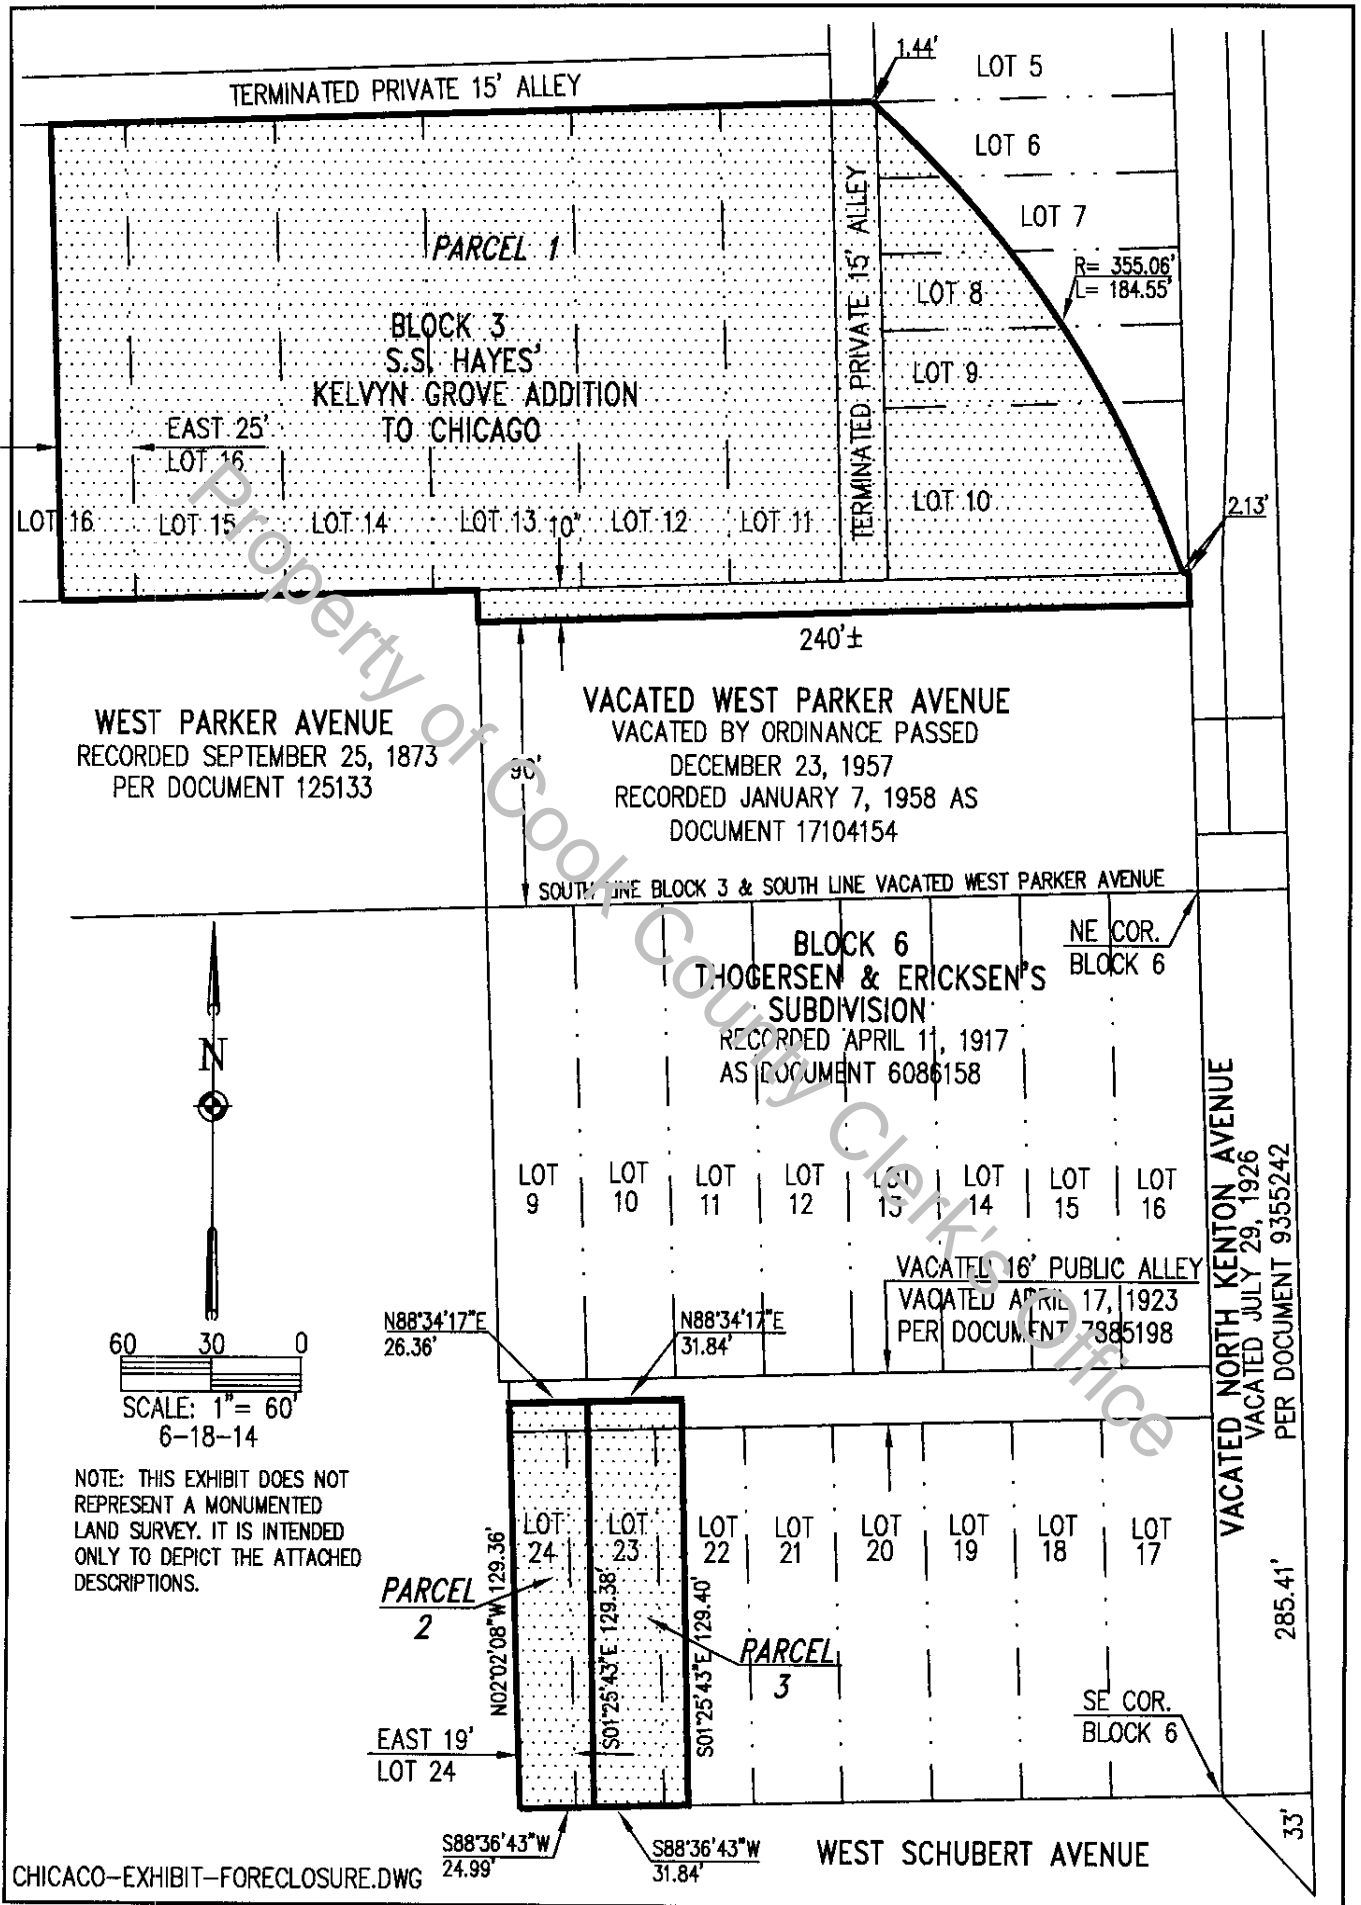 1.44'
LOT 5
TERMINATED PRIVATE 15' ALLEY
LOT 6
LOT 7
TERMINATED PRIVATE 15' ALLEY
PARCEL 1
R= 355.06'
L= 184.55'
LOT 8
BLOCK 3
S.S. HAYES'
KELVYN GROVE ADDITION
TO CHICAGO
LOT 9
EAST 25'
LOT 16
LOT 10
2.13'
LOT 16
LOT 15
LOT 14
LOT 13
10"
LOT 12
LOT 11
240'±
WEST PARKER AVENUE
RECORDED SEPTEMBER 25, 1873
PER DOCUMENT 125133
90'
VACATED WEST PARKER AVENUE
VACATED BY ORDINANCE PASSED
DECEMBER 23, 1957
RECORDED JANUARY 7, 1958 AS
DOCUMENT 17104154
SOUTH LINE BLOCK 3 & SOUTH LINE VACATED WEST PARKER AVENUE
NE COR.
BLOCK 6
BLOCK 6
THOGERSEN & ERICKSEN'S
SUBDIVISION
RECORDED APRIL 11, 1917
AS DOCUMENT 6086158
N
LOT
9
LOT
10
LOT
11
LOT
12
LOT
13
LOT
14
LOT
15
LOT
16
VACATED NORTH KENTON AVENUE
VACATED JULY 29, 1926
PER DOCUMENT 9355242
VACATED 16' PUBLIC ALLEY
VACATED APRIL 17, 1923
PER DOCUMENT 7885198
N88°34'17"E
26.36'
N88°34'17"E
31.84'
60 30 0
SCALE: 1"= 60'
6-18-14
NOTE: THIS EXHIBIT DOES NOT
REPRESENT A MONUMENTED
LAND SURVEY. IT IS INTENDED
ONLY TO DEPICT THE ATTACHED
DESCRIPTIONS.
LOT
24
LOT
23
LOT
22
LOT
21
LOT
20
LOT
19
LOT
18
LOT
17
PARCEL
2
N02°02'08"W 129.36'
S01°25'43"E 129.38'
S01°25'43"E 129.40'
PARCEL
3
285.41'
EAST 19'
LOT 24
SE COR.
BLOCK 6
33'
S88°36'43"W
24.99'
S88°36'43"W
31.84'
WEST SCHUBERT AVENUE
CHICACO-EXHIBIT-FORECLOSURE.DWG
Property of Cook County Clerk's Office